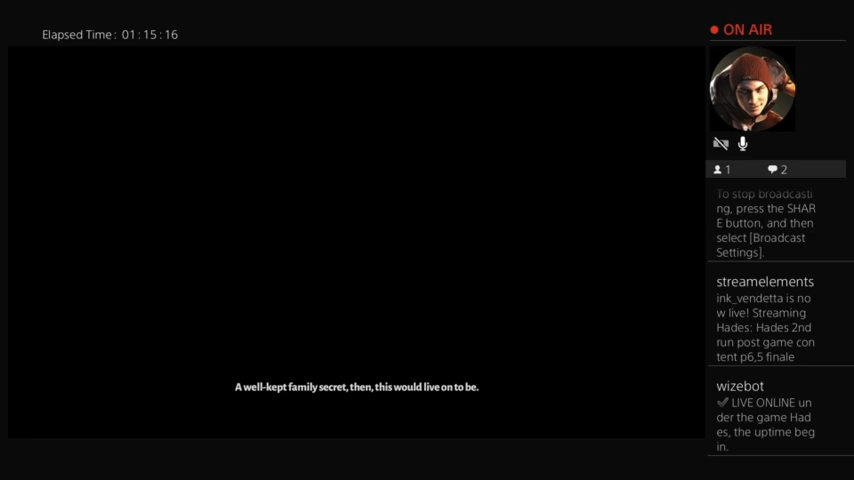 Elapsed Time: 01:15:16
ON AIR
1 2
To stop broadcasti
ng, press the SHAR
E button, and then
select [Broadcast
Settings].
streamelements
ink_vendetta is no
w live! Streaming
Hades: Hades 2nd
run post game con
tent p6,5 finale
A well-kept family secret, then, this would live on to be.
wizebot
✅ LIVE ONLINE un
der the game Had
es, the uptime beg
in.